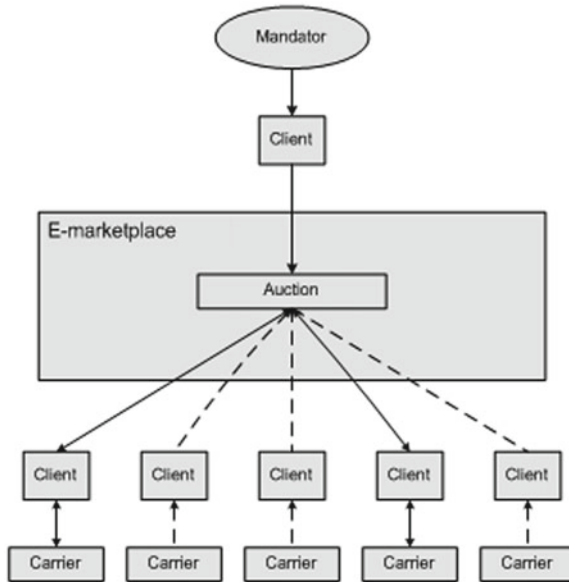 Mandator
Client
E-marketplace
Auction
Client
Client
Client
Client
Client
Carrier
Carrier
Carrier
Carrier
Carrier